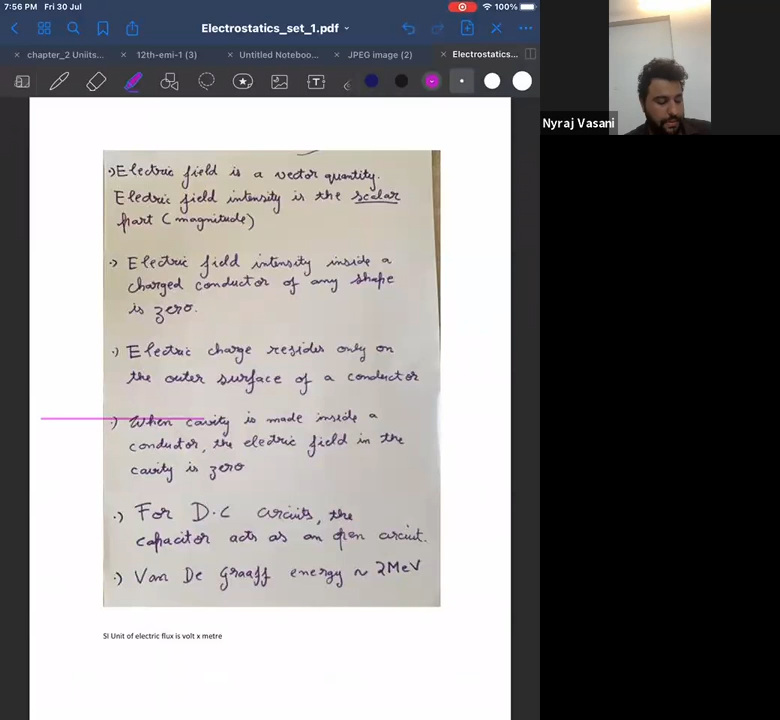 7:56 PM Fri 30 Jul
100%
Electrostatics_set_1.pdf
chapter_2 Uniits...
12th-emi-1 (3)
Untitled Noteboo...
JPEG image (2)
Electrostatics...
T
Nyraj Vasani
·) Electric field is a vector quantity.
Electric field intensity is the scalar
part (magnitude)
·) Electric field intensity inside a
charged conductor of any shape
is zero.
·) Electric charge resides only on
the outer surface of a conductor
·) When cavity is made inside a
conductor, the electric field in the
cavity is zero
·) For D.C circuits, the
capacitor acts as an open circuit.
·) Van De Graaff energy ~ 2MeV
SI Unit of electric flux is volt x metre